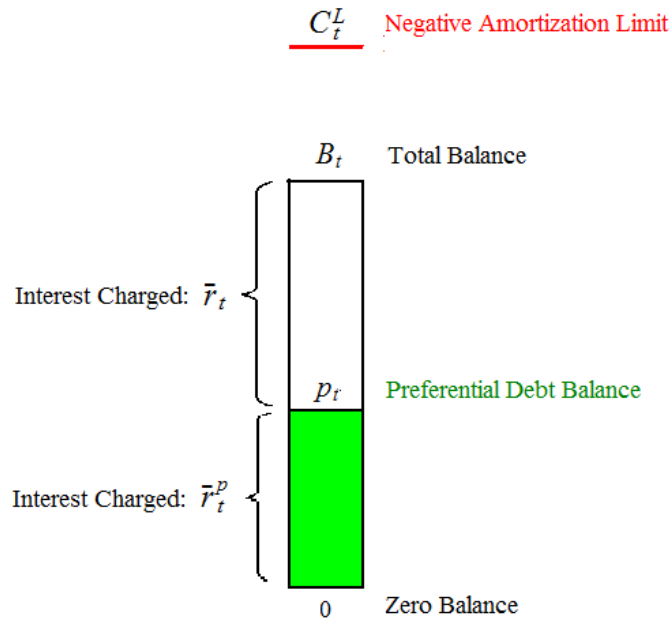 C_t^L Negative Amortization Limit
B_t Total Balance
Interest Charged: r̄_t
p_t Preferential Debt Balance
Interest Charged: r̄_t^p
0 Zero Balance